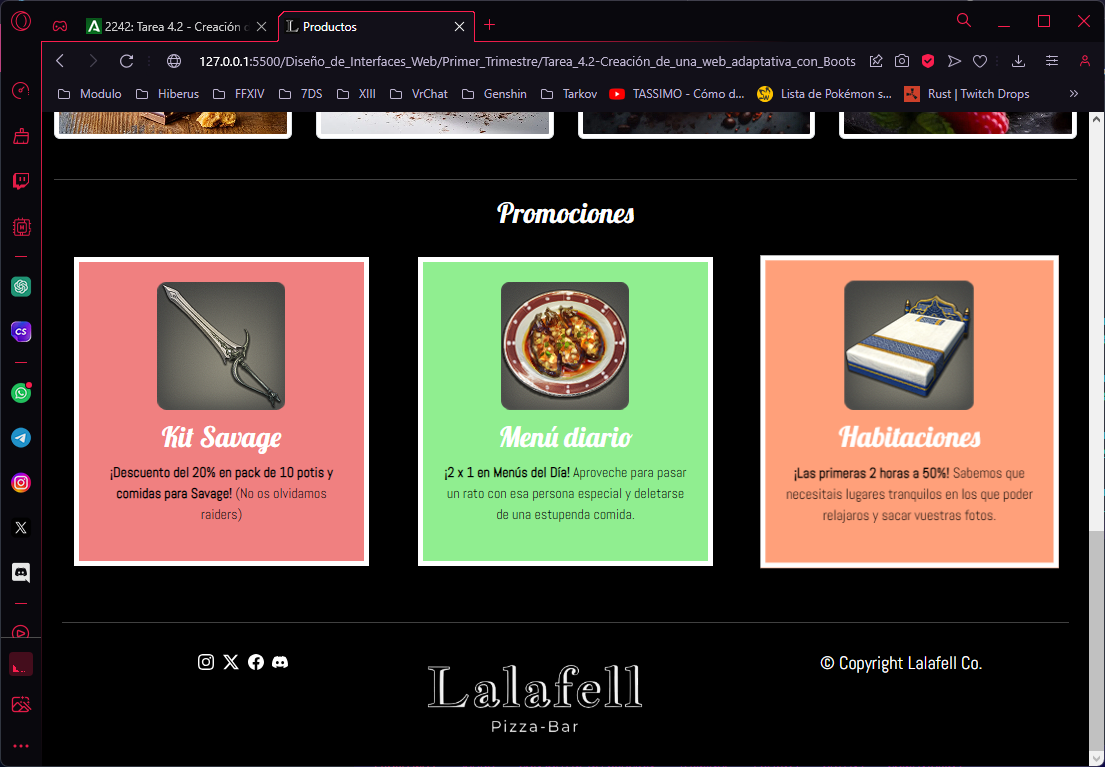 2242: Tarea 4.2 - Creación c
Productos
127.0.0.1:5500/Diseño_de_Interfaces_Web/Primer_Trimestre/Tarea_4.2-Creación_de_una_web_adaptativa_con_Boots
Modulo Hiberus FFXIV 7DS XIII VrChat Genshin Tarkov TASSIMO - Cómo d... Lista de Pokémon s... Rust | Twitch Drops »
Promociones
Kit Savage
¡Descuento del 20% en pack de 10 potis y
comidas para Savage! (No os olvidamos
raiders)
Menú diario
¡2 x 1 en Menús del Día! Aproveche para pasar
un rato con esa persona especial y deletarse
de una estupenda comida.
Habitaciones
¡Las primeras 2 horas a 50%! Sabemos que
necesitais lugares tranquilos en los que poder
relajaros y sacar vuestras fotos.
Lalafell
Pizza-Bar
© Copyright Lalafell Co.
CS